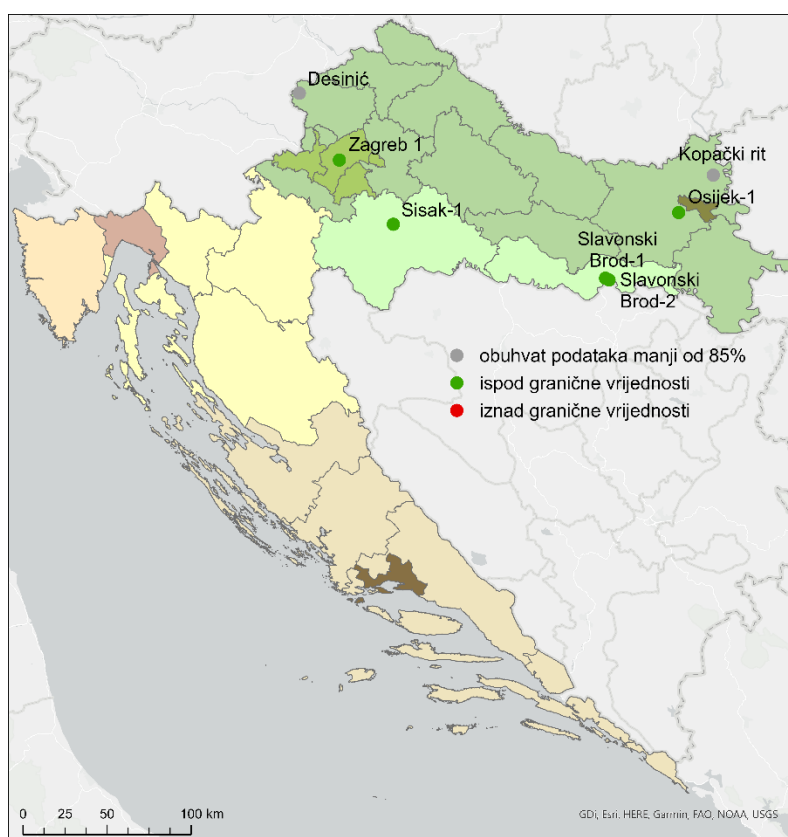 Desinić
Zagreb 1
Kopački rit
Osijek-1
Sisak-1
Slavonski
Brod-1
Slavonski
Brod-2
obuhvat podataka manji od 85%
ispod granične vrijednosti
iznad granične vrijednosti
0 25 50 100 km
GDi, Esri, HERE, Garmin, FAO, NOAA, USGS